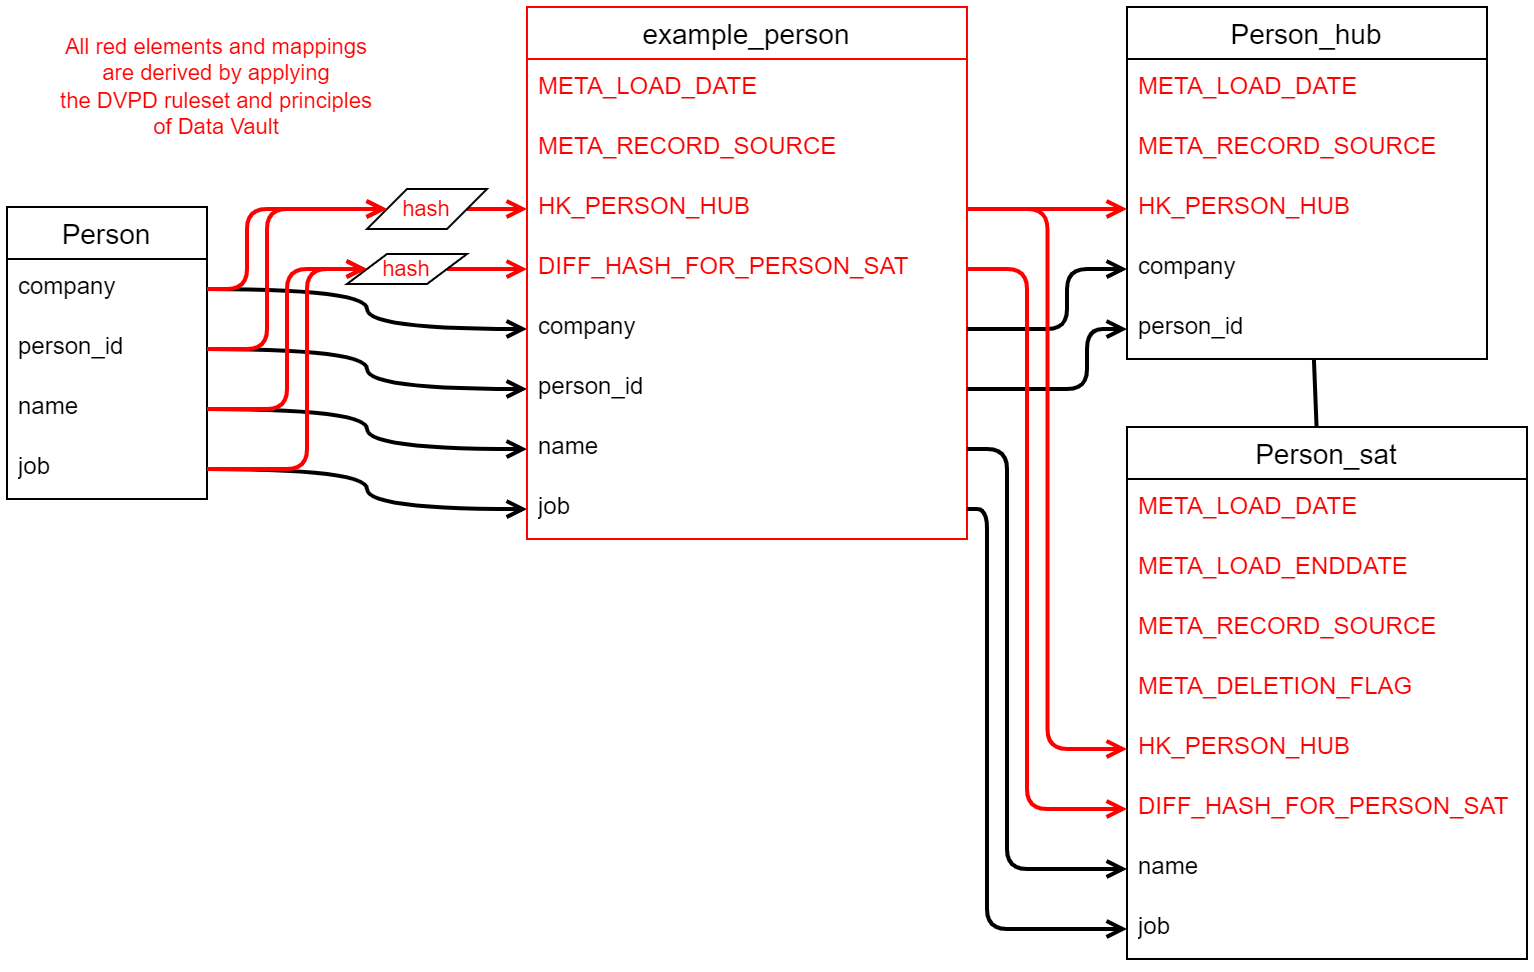 All red elements and mappings
are derived by applying
the DVPD ruleset and principles
of Data Vault
Person
company
person_id
name
job
hash
hash
example_person
META_LOAD_DATE
META_RECORD_SOURCE
HK_PERSON_HUB
DIFF_HASH_FOR_PERSON_SAT
company
person_id
name
job
Person_hub
META_LOAD_DATE
META_RECORD_SOURCE
HK_PERSON_HUB
company
person_id
Person_sat
META_LOAD_DATE
META_LOAD_ENDDATE
META_RECORD_SOURCE
META_DELETION_FLAG
HK_PERSON_HUB
DIFF_HASH_FOR_PERSON_SAT
name
job